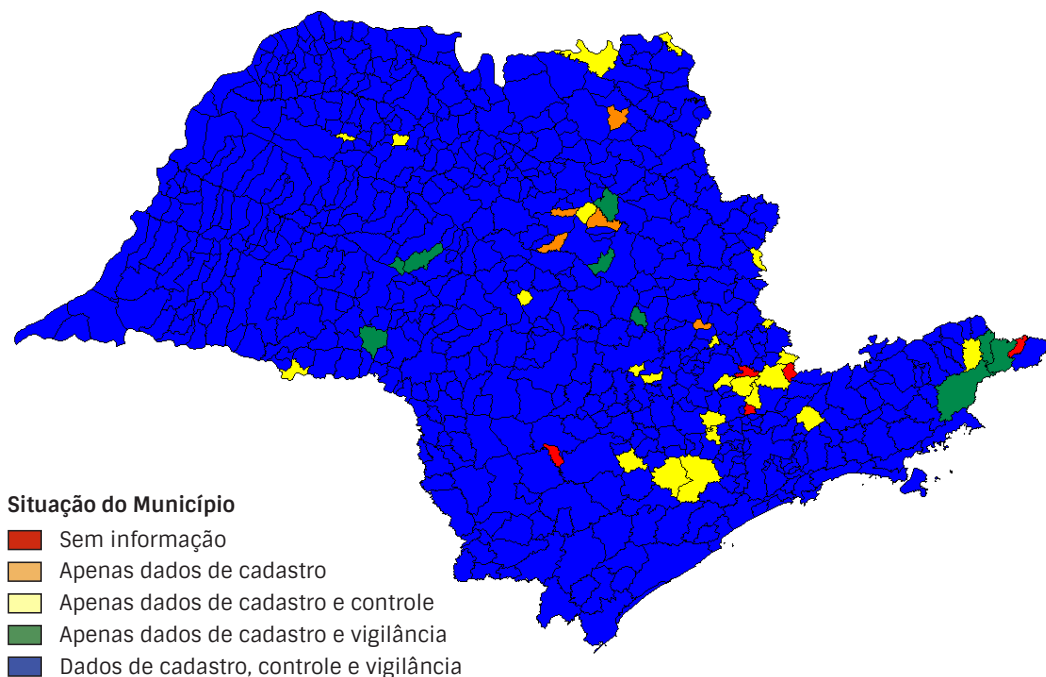 Situação do Município
Sem informação
Apenas dados de cadastro
Apenas dados de cadastro e controle
Apenas dados de cadastro e vigilância
Dados de cadastro, controle e vigilância